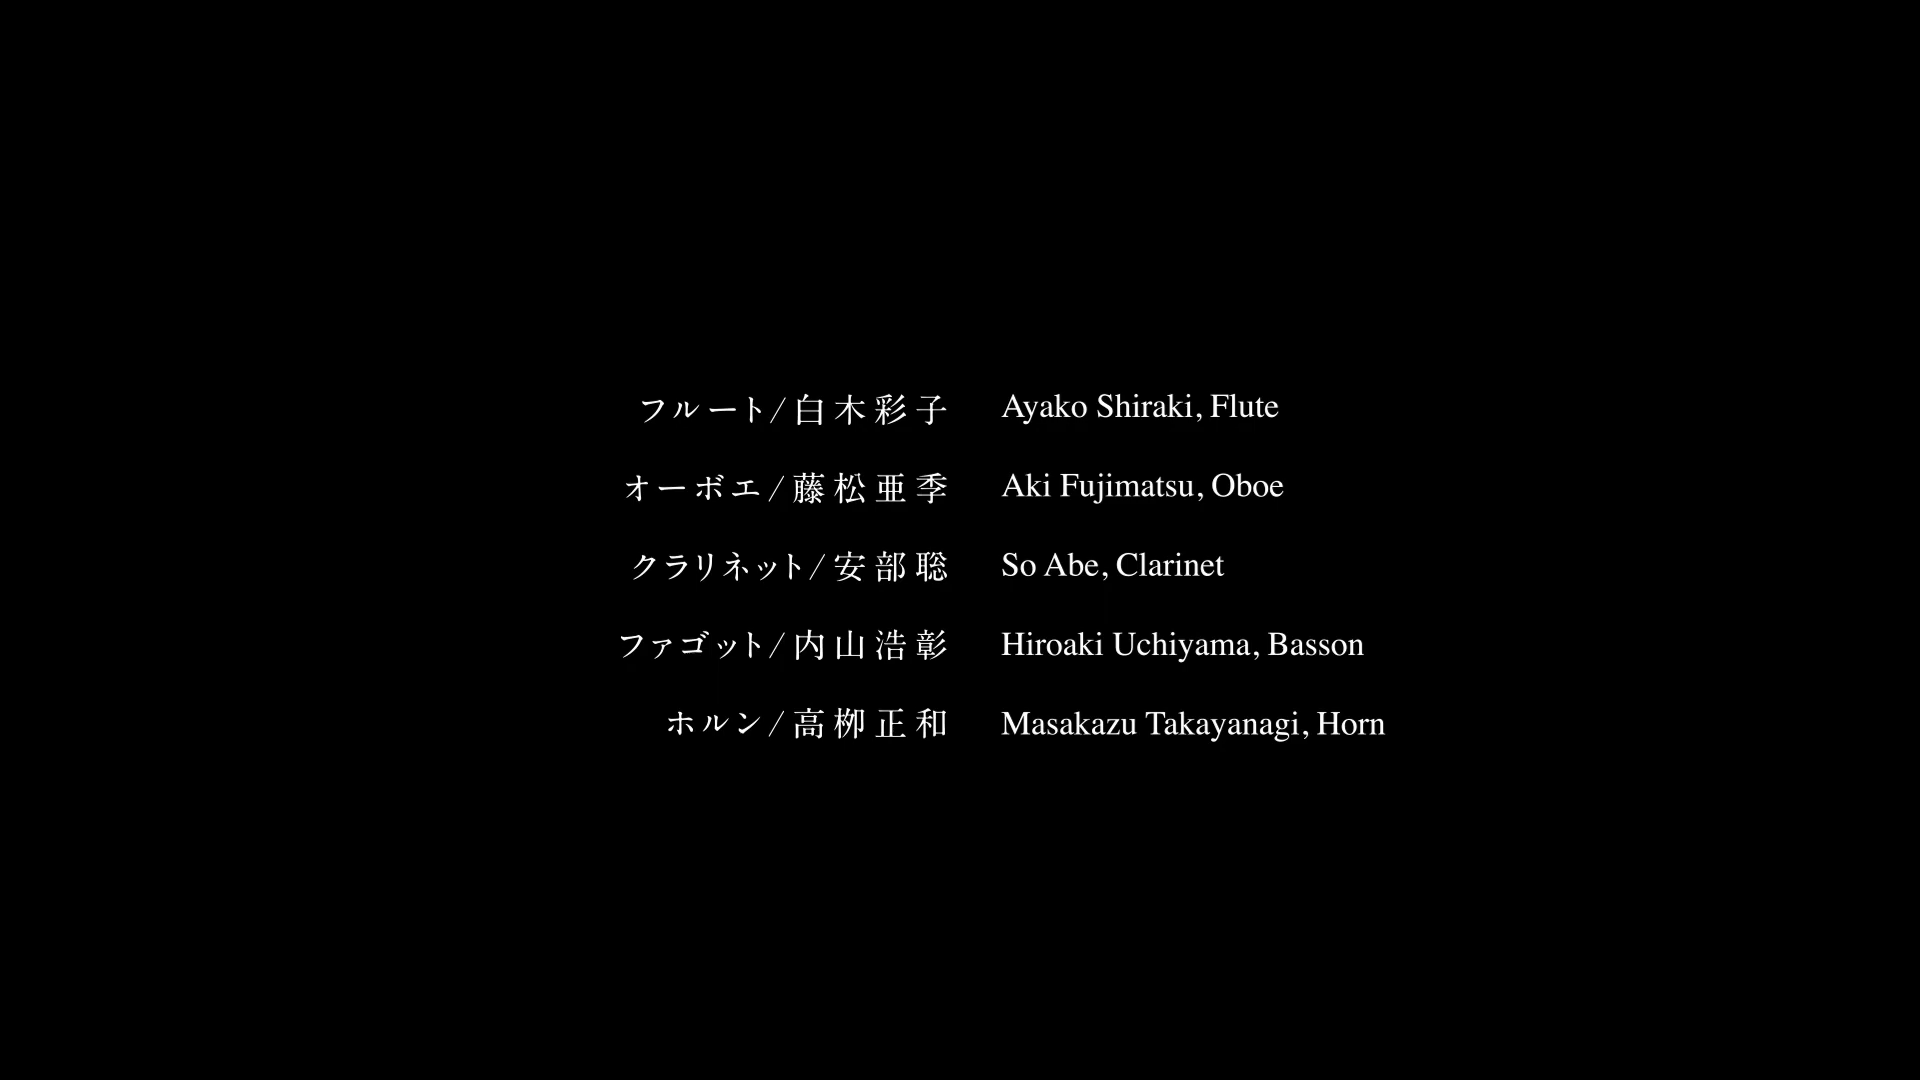 フルート/白木彩子 Ayako Shiraki, Flute
オーボエ/藤松亜季 Aki Fujimatsu, Oboe
クラリネット/安部聡 So Abe, Clarinet
ファゴット/内山浩彰 Hiroaki Uchiyama, Basson
ホルン/高栁正和 Masakazu Takayanagi, Horn